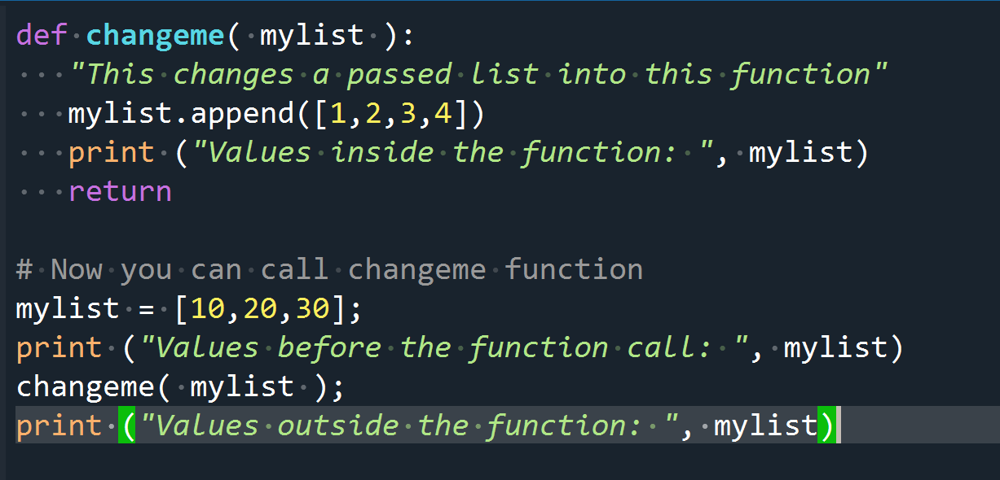 def changeme( mylist ):
   "This changes a passed list into this function"
   mylist.append([1,2,3,4])
   print ("Values inside the function: ", mylist)
   return

# Now you can call changeme function
mylist = [10,20,30];
print ("Values before the function call: ", mylist)
changeme( mylist );
print ("Values outside the function: ", mylist)